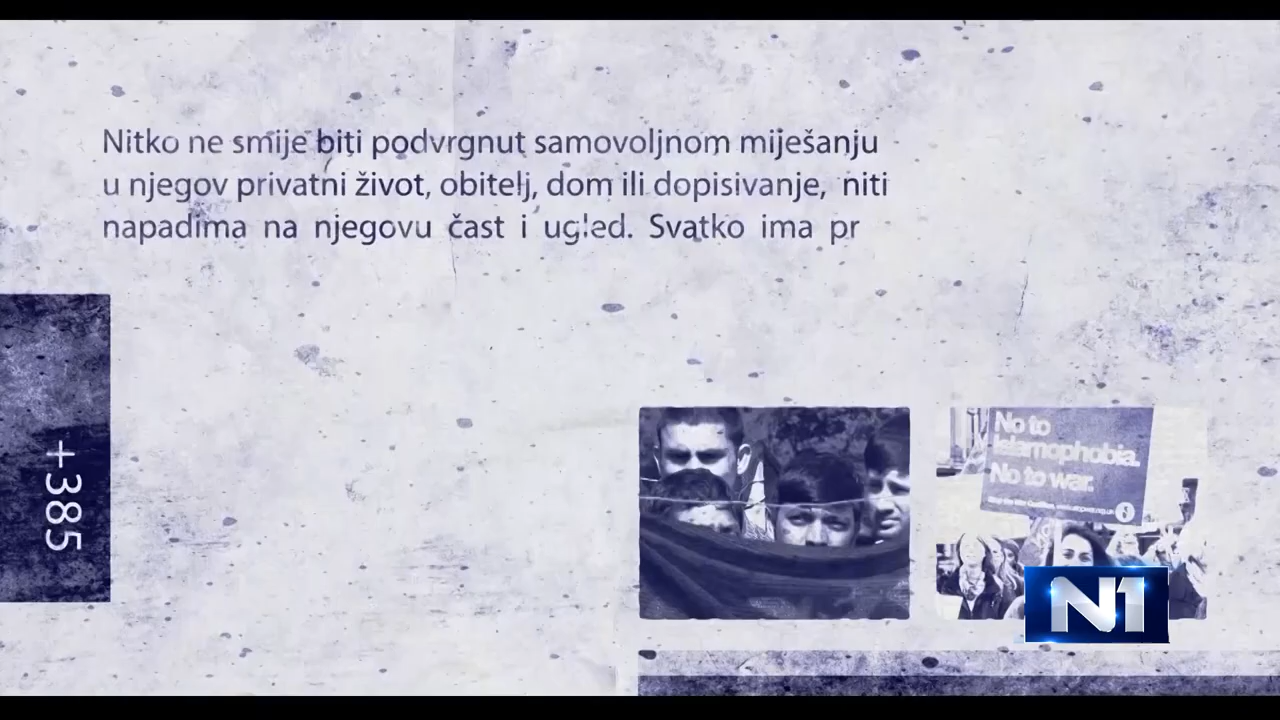 Nitko ne smije biti podvrgnut samovoljnom miješanju
u njegov privatni život, obitelj, dom ili dopisivanje, niti
napadima na njegovu čast i ugled. Svatko ima pr
+385
No to
Islamophobia.
No to war.
N1